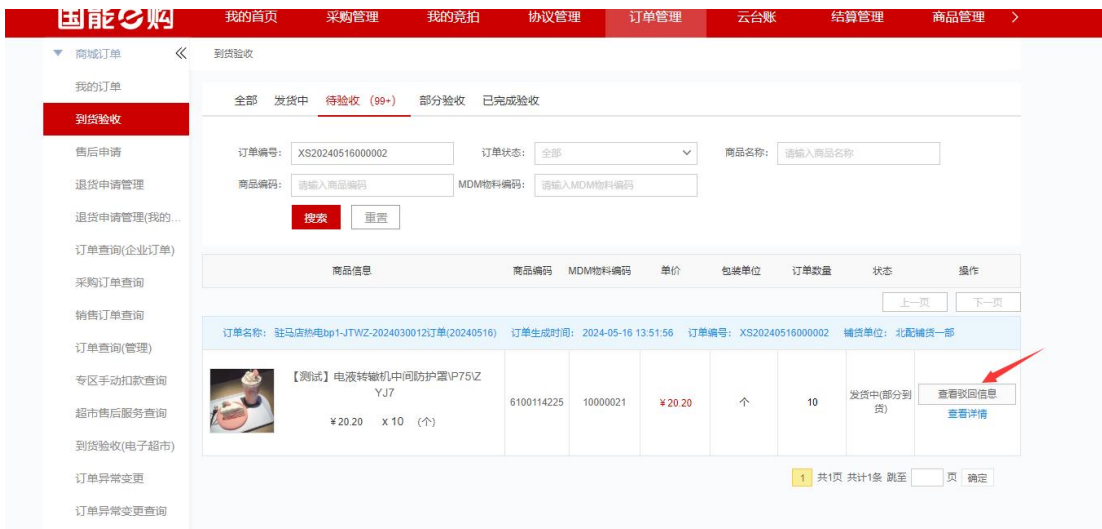 国能e购 我的首页 采购管理 我的竞拍 协议管理 订单管理 云台账 结算管理 商品管理 >
商城订单 到货验收
我的订单
全部 发货中 待验收 (99+) 部分验收 已完成验收
到货验收
售后申请
订单编号: XS20240516000002 订单状态: 全部 商品名称: 请输入商品名称
退货申请管理
商品编码: 请输入商品编码 MDM物料编码: 请输入MDM物料编码
退货申请管理(我的...
搜索 重置
订单查询(企业订单)
采购订单查询
商品信息 商品编码 MDM物料编码 单价 包装单位 订单数量 状态 操作
上一页 下一页
销售订单查询
订单名称: 驻马店热电bp1-JTWZ-2024030012订单(20240516) 订单生成时间: 2024-05-16 13:51:56 订单编号: XS20240516000002 铺货单位: 北配铺货一部
订单查询(管理)
专区手动扣款查询
超市售后服务查询
到货验收(电子超市)
订单异常变更
订单异常变更查询
【测试】电液转辙机中间防护罩\P75\Z
YJ7
¥20.20 x 10 (个)
6100114225 10000021 ¥20.20 个 10
发货中(部分到
货)
查看驳回信息
查看详情
1 共1页 共计1条 跳至 页 确定